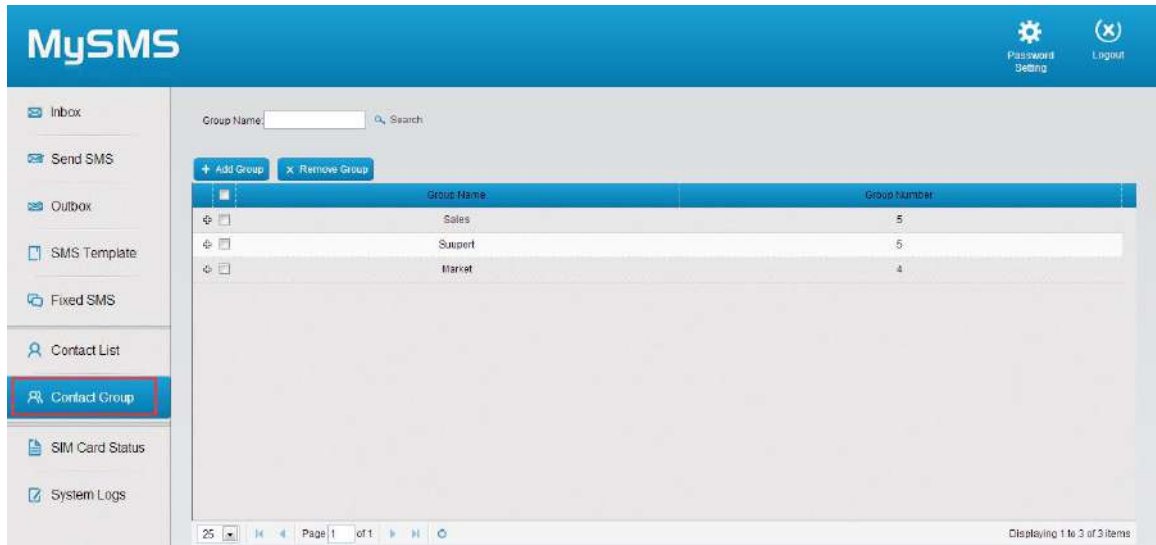 MySMS
Password
Setting
Logout
Inbox
Send SMS
Outbox
SMS Template
Fixed SMS
Contact List
Contact Group
SIM Card Status
System Logs
Group Name: Search
+ Add Group x Remove Group
Group Name Group Number
Sales 5
Suupert 5
Market 4
25 Page 1 of 1 Displaying 1 to 3 of 3 items